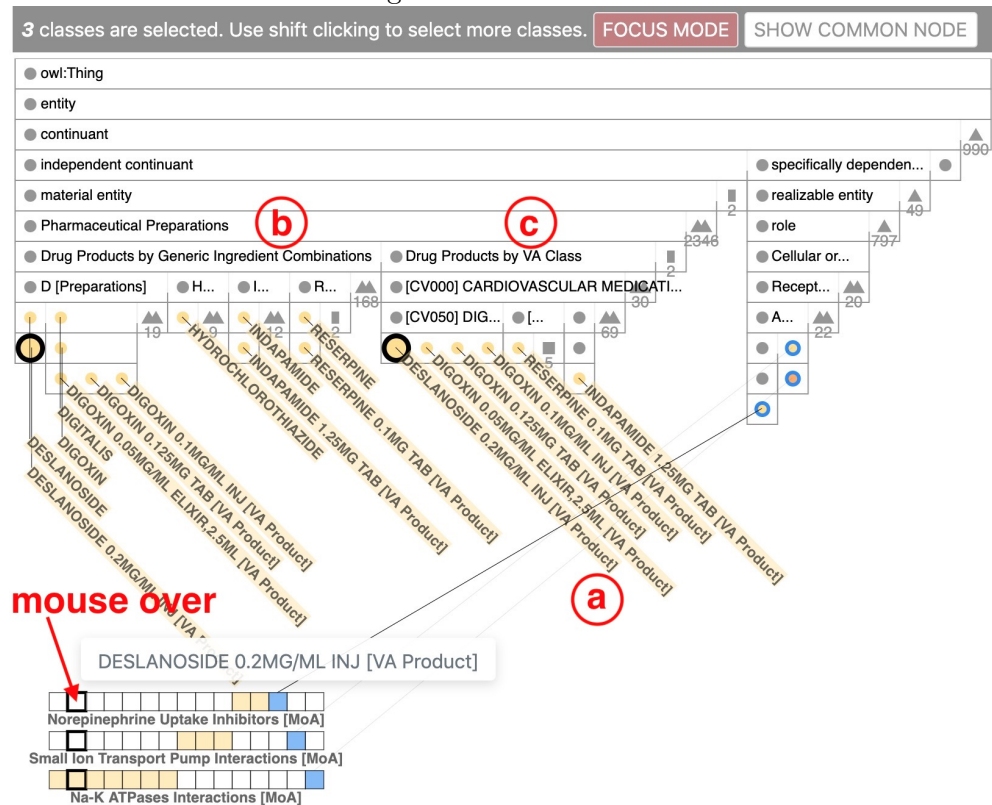 3 classes are selected. Use shift clicking to select more classes. FOCUS MODE SHOW COMMON NODE
owl:Thing
entity
continuant
990
independent continuant specifically dependen...
material entity 2 realizable entity 49
Pharmaceutical Preparations b c 2346 role 797
Drug Products by Generic Ingredient Combinations Drug Products by VA Class 2 Cellular or...
D [Preparations] H... I... R... 168 [CV000] CARDIOVASCULAR MEDICATI... 30 Recept... 20
19 9 12 2 [CV050] DIG... [... 69 A... 22
5
DESLANOSIDE
DESLANOSIDE 0.2MG/ML INJ [VA Product]
DIGITALIS
DIGOXIN
DIGOXIN 0.05MG/ML ELIXIR,2.5ML [VA Product]
DIGOXIN 0.125MG TAB [VA Product]
DIGOXIN 0.1MG/ML INJ [VA Product]
HYDROCHLOROTHIAZIDE
INDAPAMIDE
INDAPAMIDE 1.25MG TAB [VA Product]
RESERPINE
RESERPINE 0.1MG TAB [VA Product]
DESLANOSIDE 0.2MG/ML INJ [VA Product]
DIGOXIN 0.05MG/ML ELIXIR,2.5ML [VA Product]
DIGOXIN 0.125MG TAB [VA Product]
DIGOXIN 0.1MG/ML INJ [VA Product]
RESERPINE 0.1MG TAB [VA Product]
INDAPAMIDE 1.25MG TAB [VA Product]
a
mouse over
DESLANOSIDE 0.2MG/ML INJ [VA Product]
Norepinephrine Uptake Inhibitors [MoA]
Small Ion Transport Pump Interactions [MoA]
Na-K ATPases Interactions [MoA]